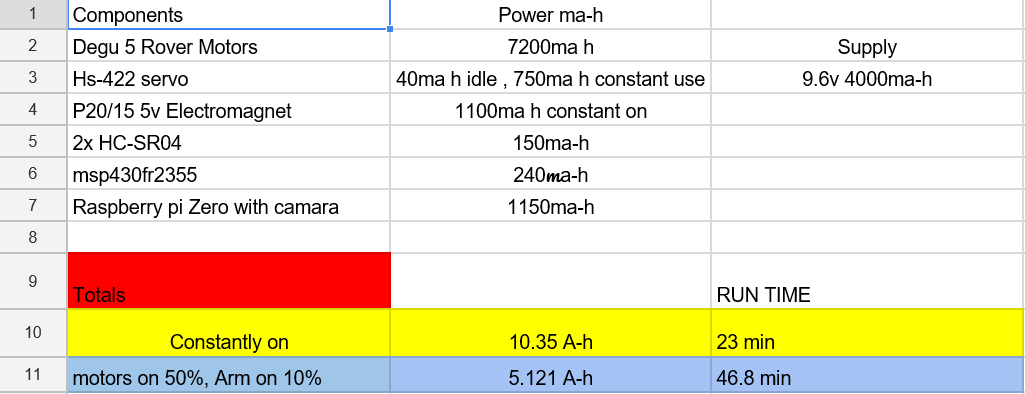 1 Components Power ma-h
2 Degu 5 Rover Motors 7200ma h Supply
3 Hs-422 servo 40ma h idle , 750ma h constant use 9.6v 4000ma-h
4 P20/15 5v Electromagnet 1100ma h constant on
5 2x HC-SR04 150ma-h
6 msp430fr2355 240ma-h
7 Raspberry pi Zero with camara 1150ma-h
8
9 Totals RUN TIME
10 Constantly on 10.35 A-h 23 min
11 motors on 50%, Arm on 10% 5.121 A-h 46.8 min